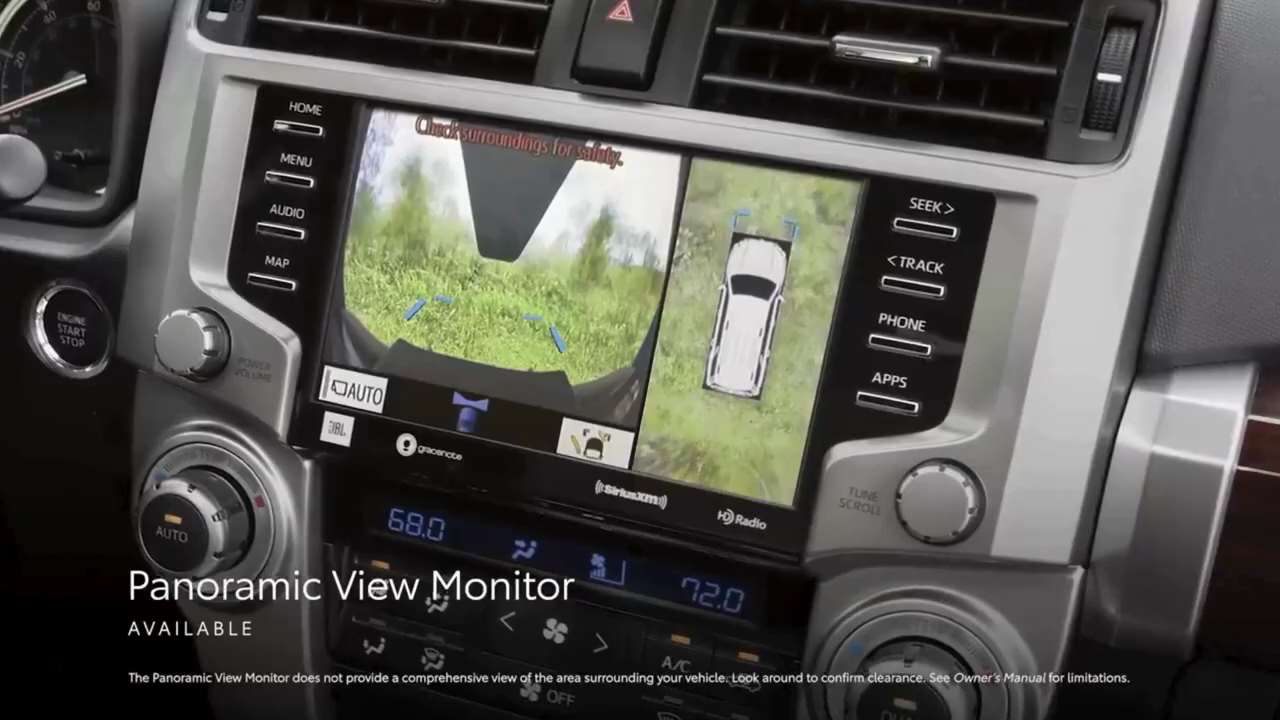 60
40
20
HOME
MENU
AUDIO
MAP
Check surroundings for safety.
SEEK >
< TRACK
PHONE
APPS
ENGINE
START
STOP
POWER
VOLUME
AUTO
JBL
gracenote
((SiriusXM))
HD Radio
TUNE
SCROLL
AUTO
68.0
72.0
A/C
OFF
Panoramic View Monitor
AVAILABLE
The Panoramic View Monitor does not provide a comprehensive view of the area surrounding your vehicle. Look around to confirm clearance. See Owner's Manual for limitations.